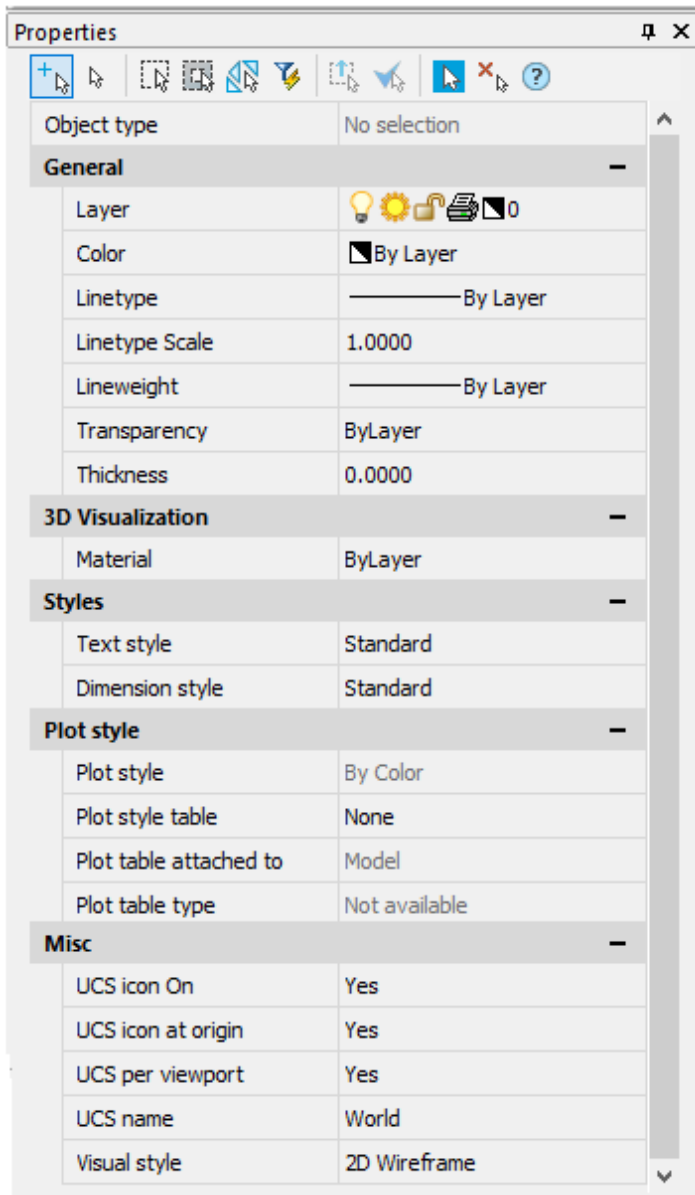 Properties
Object type No selection
General
Layer 0
Color By Layer
Linetype By Layer
Linetype Scale 1.0000
Lineweight By Layer
Transparency ByLayer
Thickness 0.0000
3D Visualization
Material ByLayer
Styles
Text style Standard
Dimension style Standard
Plot style
Plot style By Color
Plot style table None
Plot table attached to Model
Plot table type Not available
Misc
UCS icon On Yes
UCS icon at origin Yes
UCS per viewport Yes
UCS name World
Visual style 2D Wireframe